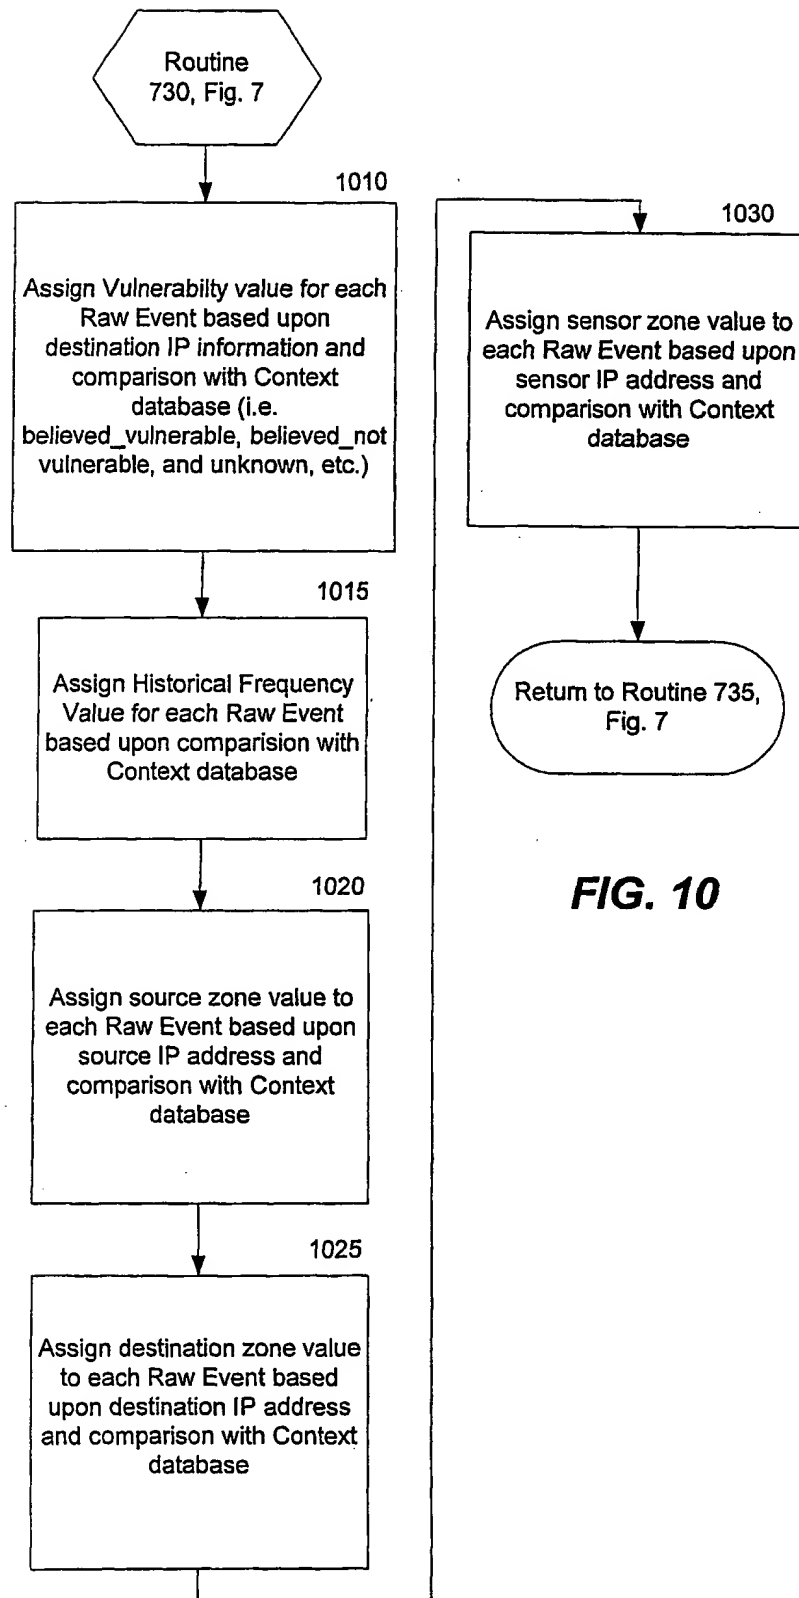 Routine
730, Fig. 7
1010
Assign Vulnerabilty value for each
Raw Event based upon
destination IP information and
comparison with Context
database (i.e.
believed_vulnerable, believed_not
vulnerable, and unknown, etc.)
1015
Assign Historical Frequency
Value for each Raw Event
based upon comparision with
Context database
1020
Assign source zone value to
each Raw Event based upon
source IP address and
comparison with Context
database
1025
Assign destination zone value
to each Raw Event based
upon destination IP address
and comparison with Context
database
1030
Assign sensor zone value to
each Raw Event based upon
sensor IP address and
comparison with Context
database
Return to Routine 735,
Fig. 7
FIG. 10